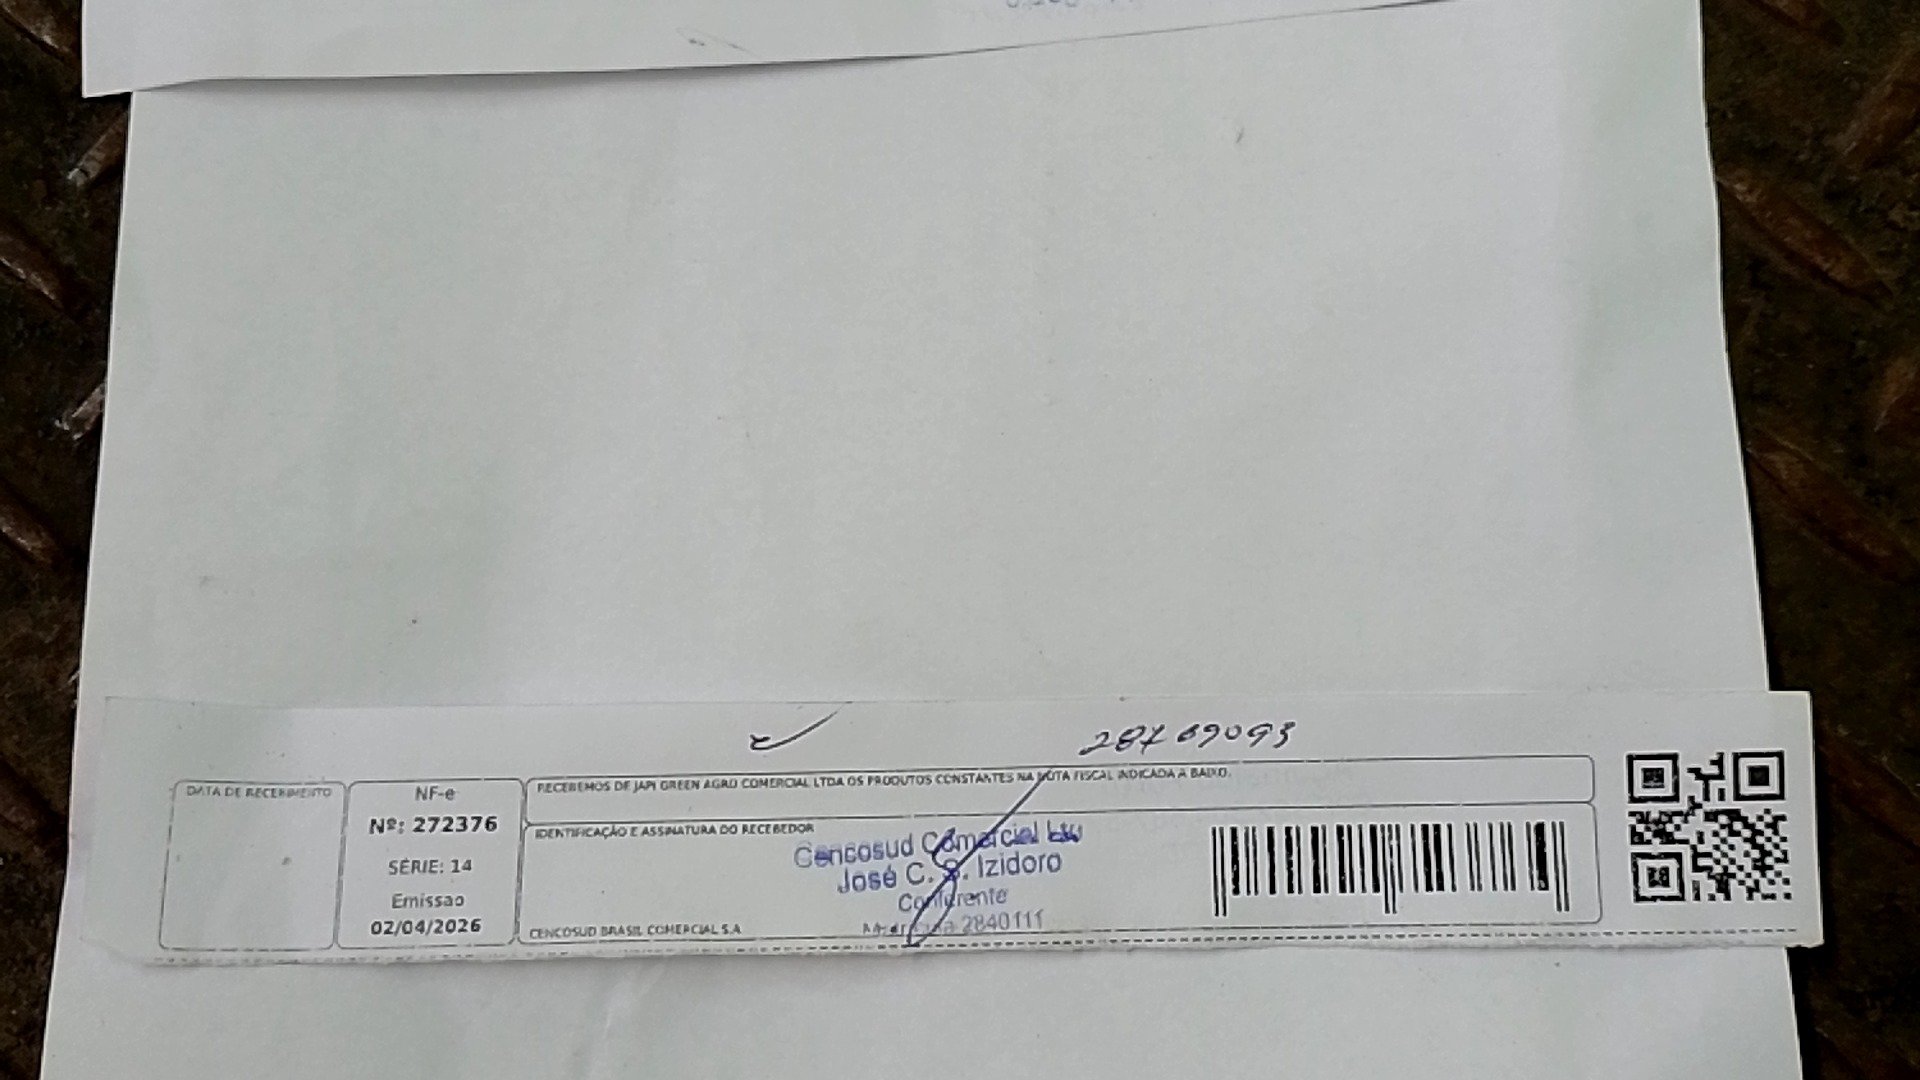 28769093
DATA DE RECEBIMENTO
NF-e
Nº: 272376
SÉRIE: 14
Emissao
02/04/2026
RECEBEMOS DE JAPI GREEN AGRO COMERCIAL LTDA OS PRODUTOS CONSTANTES NA NOTA FISCAL INDICADA A BAIXO.
IDENTIFICAÇÃO E ASSINATURA DO RECEBEDOR
Cencosud Comercial
José C. S. Izidoro
Conferente
2840111
CENCOSUD BRASIL COMERCIAL S.A